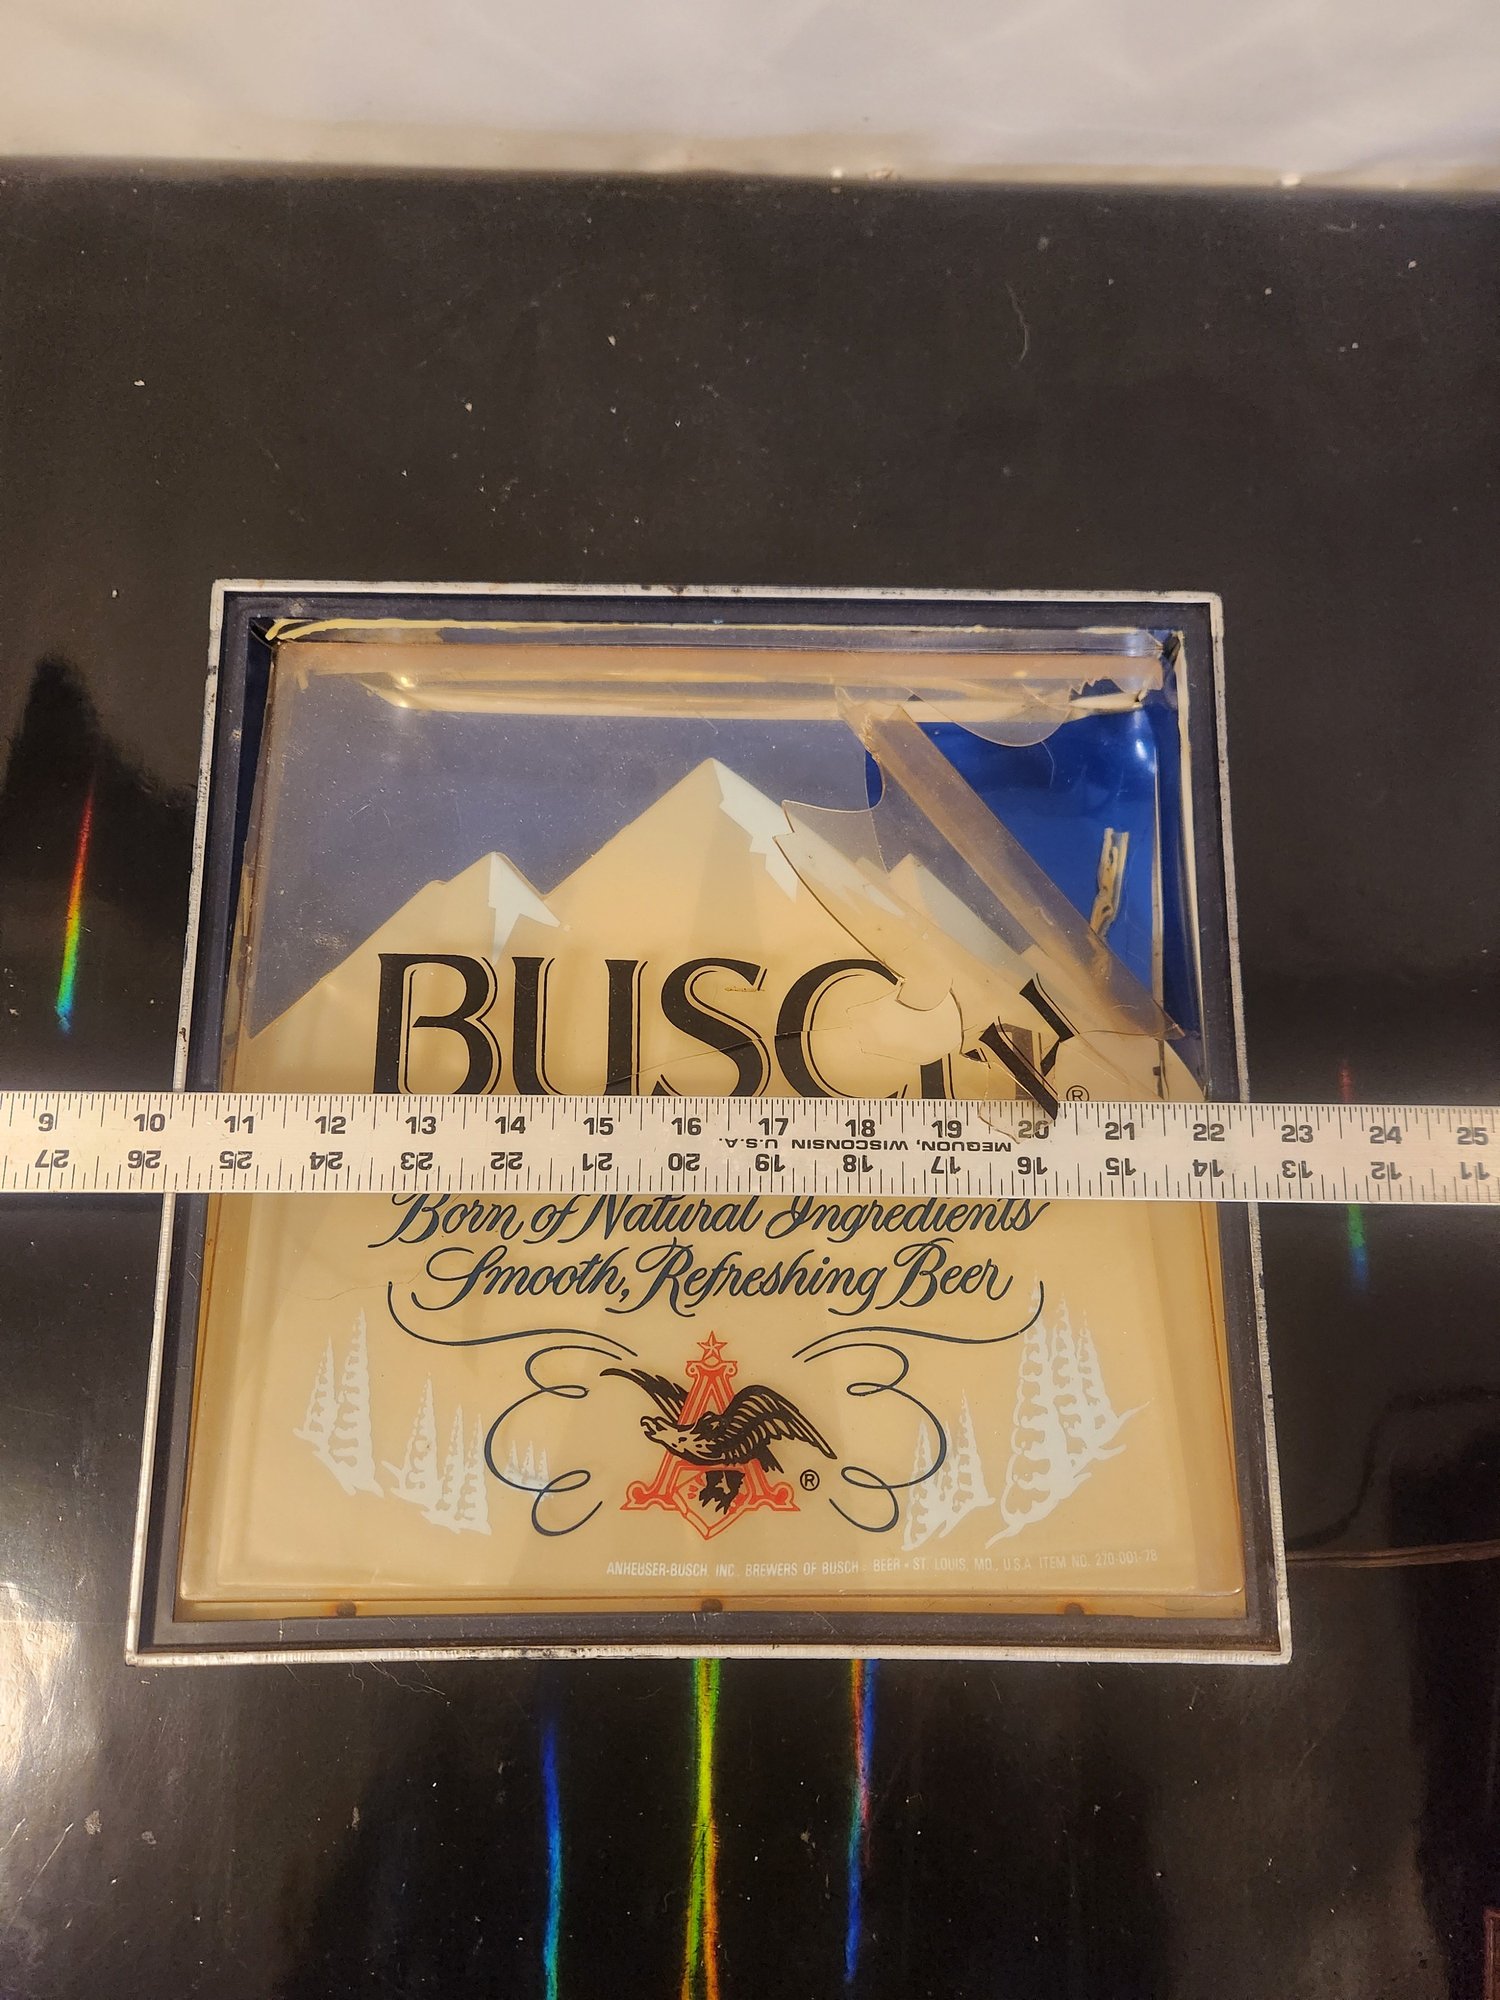 BUSCH®
9 10 11 12 13 14 15 16 17 18 19 20 21 22 23 24 25
MEQUON, WISCONSIN U.S.A.
27 26 25 24 23 22 21 20 19 18 17 16 15 14 13 12 11
Born of Natural Ingredients
Smooth, Refreshing Beer
A
®
ANHEUSER-BUSCH, INC. BREWERS OF BUSCH® BEER • ST. LOUIS, MO., U.S.A. ITEM NO. 270-001-78